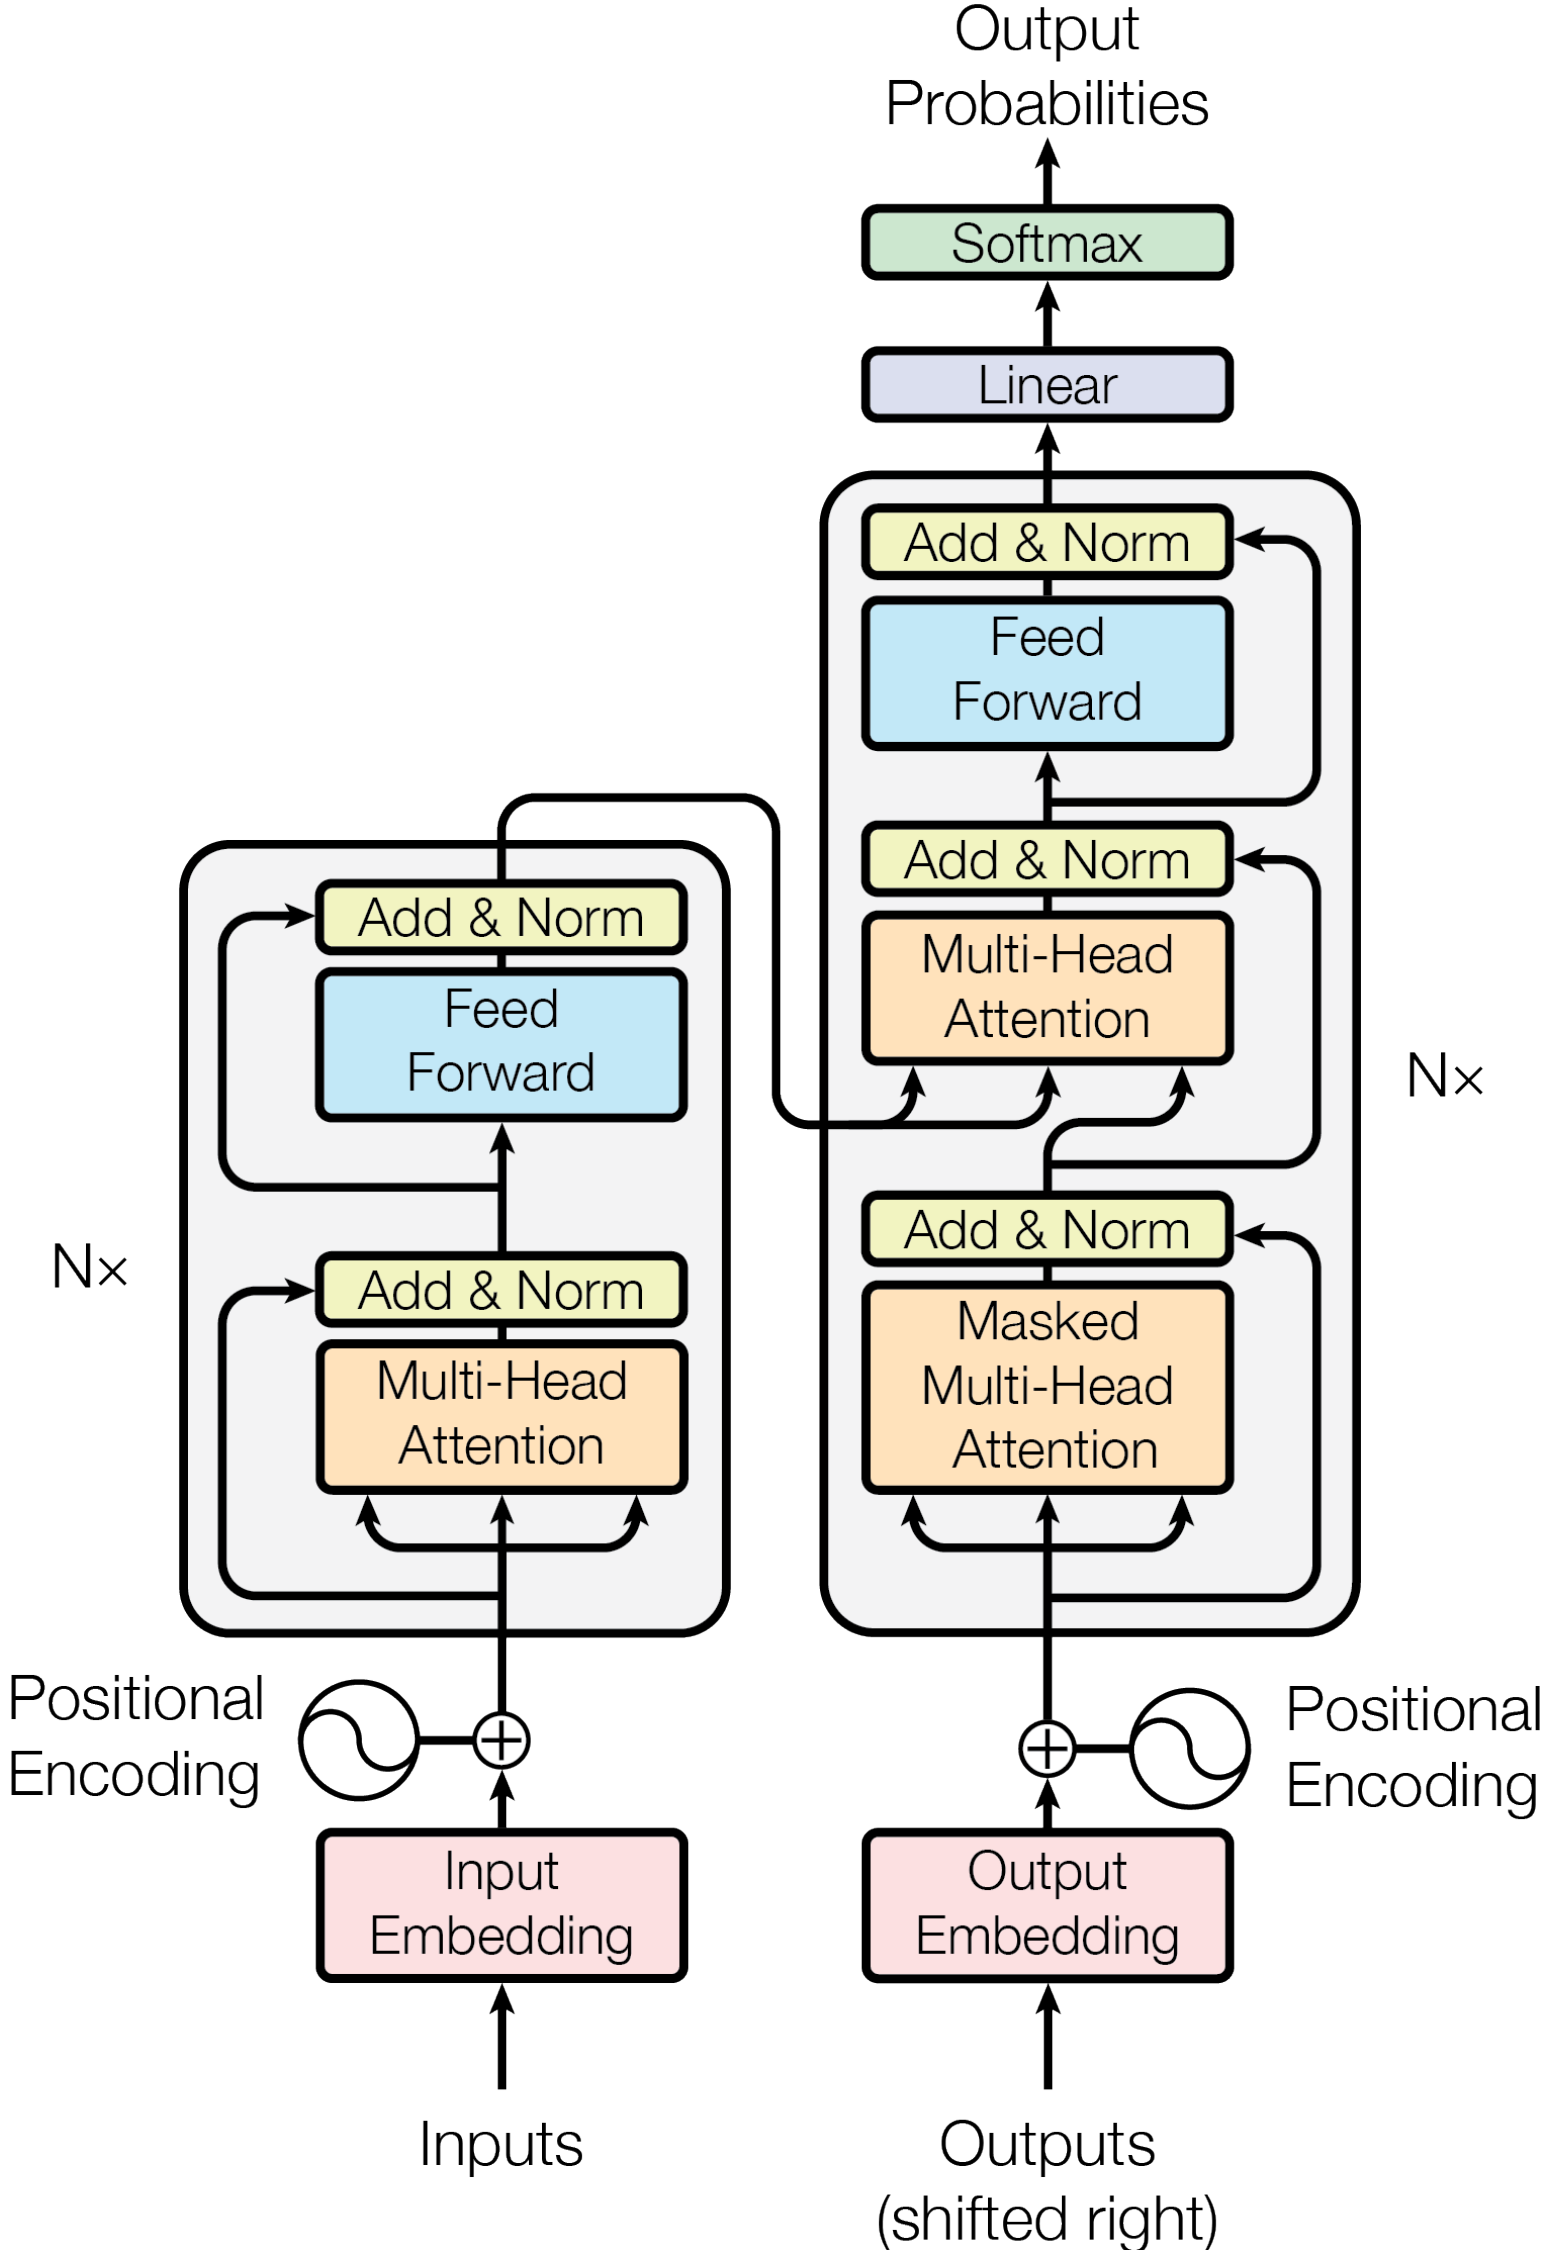 Output
Probabilities
Softmax
Linear
Add & Norm
Feed
Forward
Add & Norm
Multi-Head
Attention
Nx
Add & Norm
Masked
Multi-Head
Attention
Add & Norm
Feed
Forward
Nx
Add & Norm
Multi-Head
Attention
Positional
Encoding
Positional
Encoding
Input
Embedding
Output
Embedding
Inputs
Outputs
(shifted right)